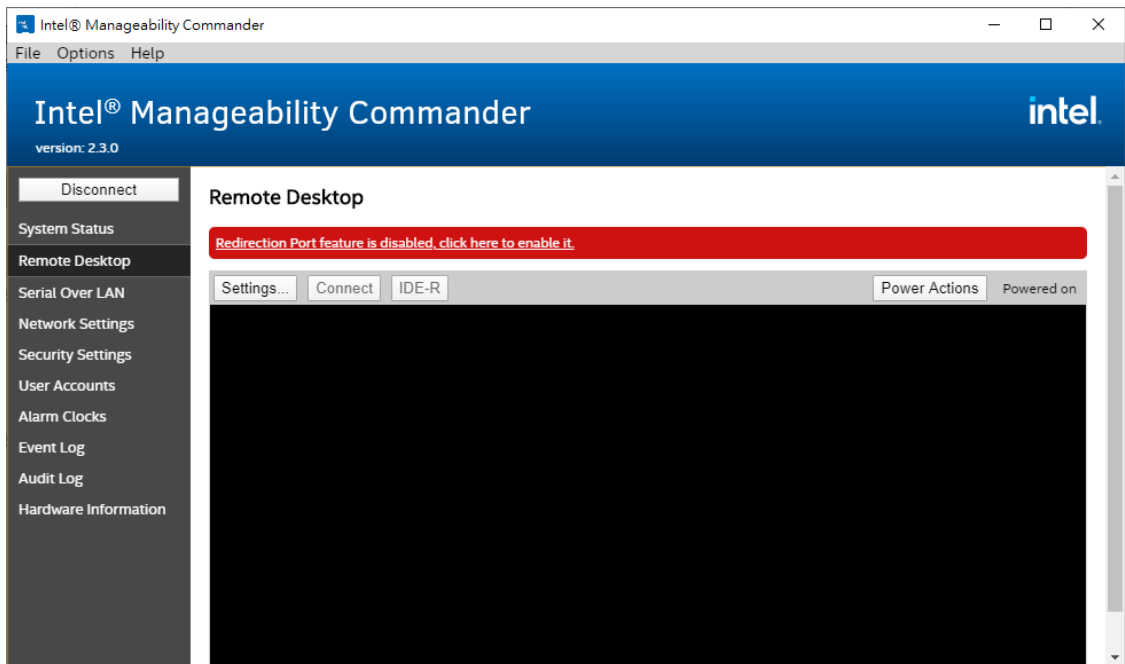 Intel® Manageability Commander
File Options Help
Intel® Manageability Commander
intel.
version: 2.3.0
Disconnect
System Status
Remote Desktop
Serial Over LAN
Network Settings
Security Settings
User Accounts
Alarm Clocks
Event Log
Audit Log
Hardware Information
Remote Desktop
Redirection Port feature is disabled, click here to enable it.
Settings... Connect IDE-R Power Actions Powered on